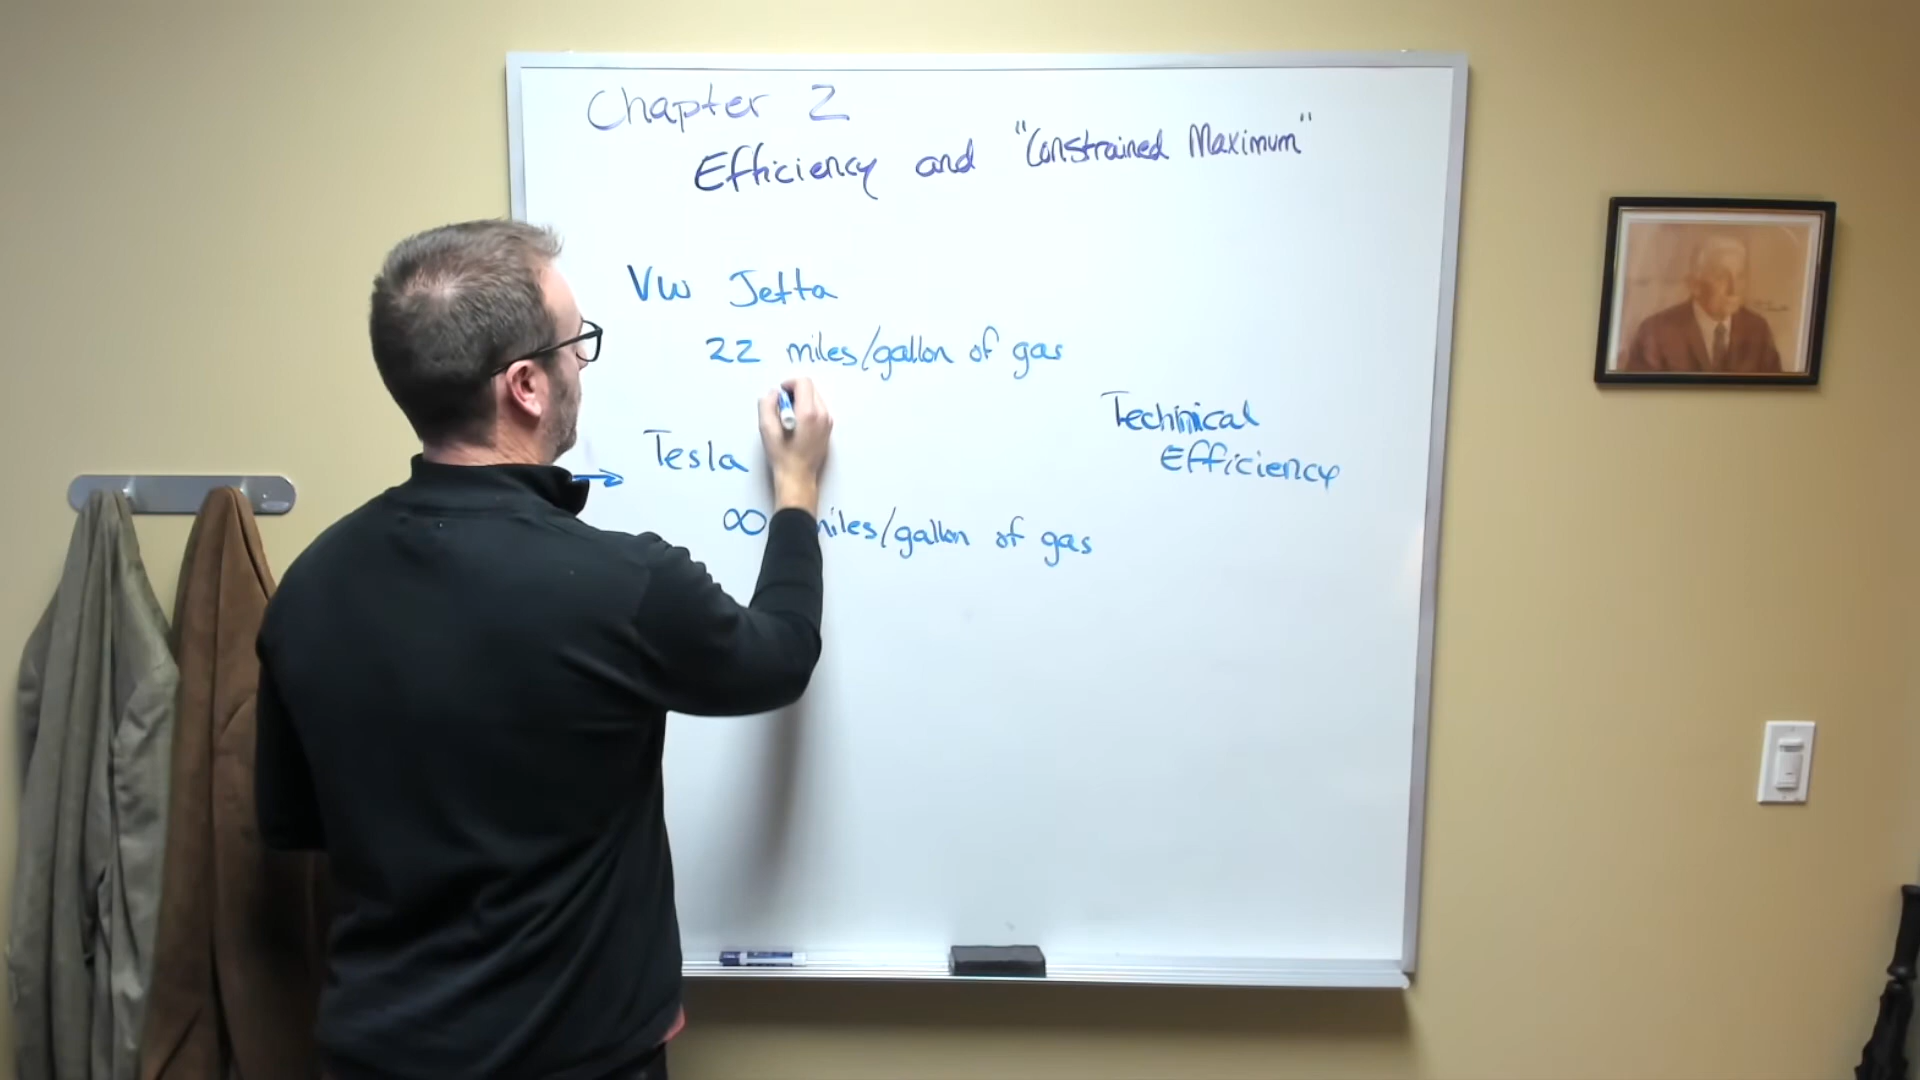 Chapter 2
Efficiency and "Constrained Maximum"
VW Jetta
22 miles/gallon of gas
Technical
Efficiency
→ Tesla
∞ miles/gallon of gas